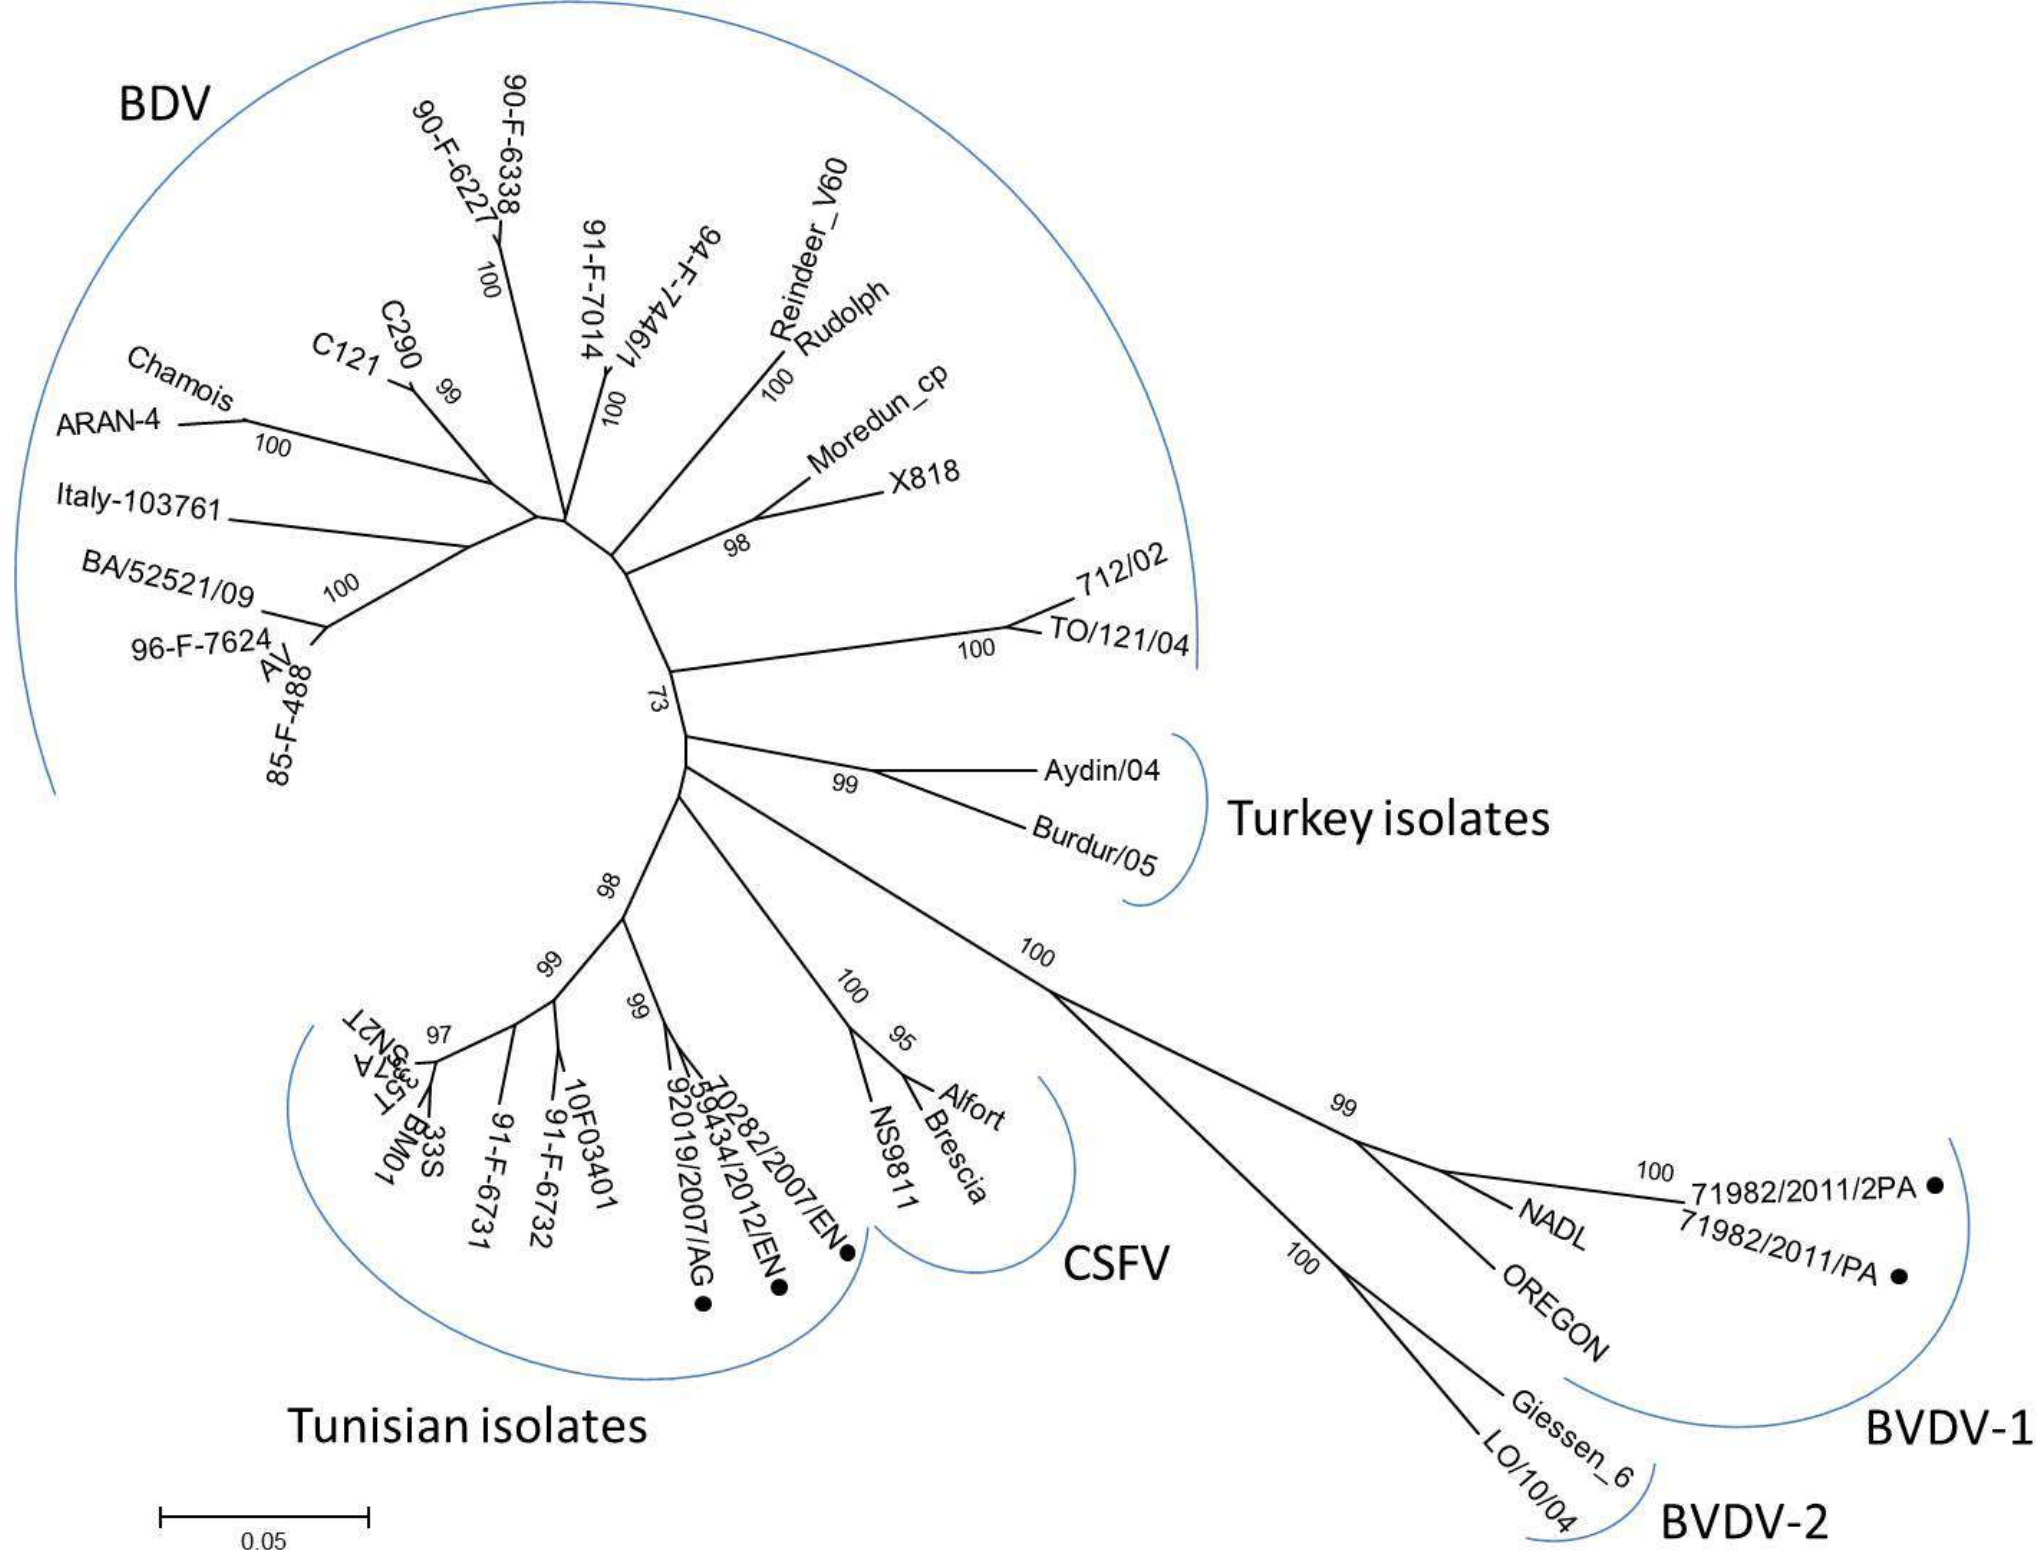 BDV
90-F-6227
90-F-6338
100
91-F-7014
94-F-7446/1
100
Reindeer_V60
Rudolph
100
C290
C121
99
Chamois
ARAN-4
100
Moredun_cp
X818
98
Italy-103761
BA/52521/09
100
96-F-7624
AV
85-F-488
712/02
TO/121/04
100
73
Aydin/04
99
Burdur/05
Turkey isolates
98
99
99
97
SN2T
BM01
33S
91-F-6731
91-F-6732
10F03401
92019/2007/AG
59434/2012/EN
70282/2007/EN
100
95
Alfort
Brescia
NS9811
CSFV
100
99
100
71982/2011/2PA
71982/2011/PA
NADL
OREGON
100
Giessen_6
LO/10/04
BVDV-1
BVDV-2
Tunisian isolates
0.05